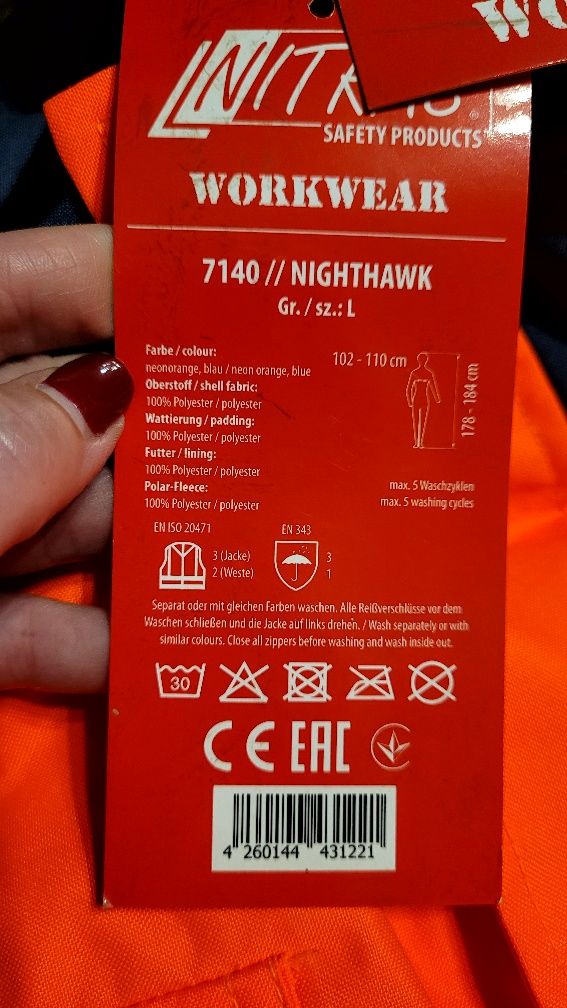 WO
SAFETY PRODUCTS
WORKWEAR
7140 // NIGHTHAWK
Gr. / sz.: L
Farbe / colour:
neonorange, blau / neon orange, blue
Oberstoff / shell fabric:
100% Polyester / polyester
Wattierung / padding:
100% Polyester / polyester
Futter / lining:
100% Polyester / polyester
Polar-Fleece:
100% Polyester / polyester
102 - 110 cm
178 - 184 cm
max. 5 Waschzyklen
max. 5 washing cycles
EN ISO 20471
3 (Jacke)
2 (Weste)
EN 343
3
1
Separat oder mit gleichen Farben waschen. Alle Reißverschlüsse vor dem
Waschen schließen und die Jacke auf links drehen. / Wash separately or with
similar colours. Close all zippers before washing and wash inside out.
30
CE EAC
4 260144 431221